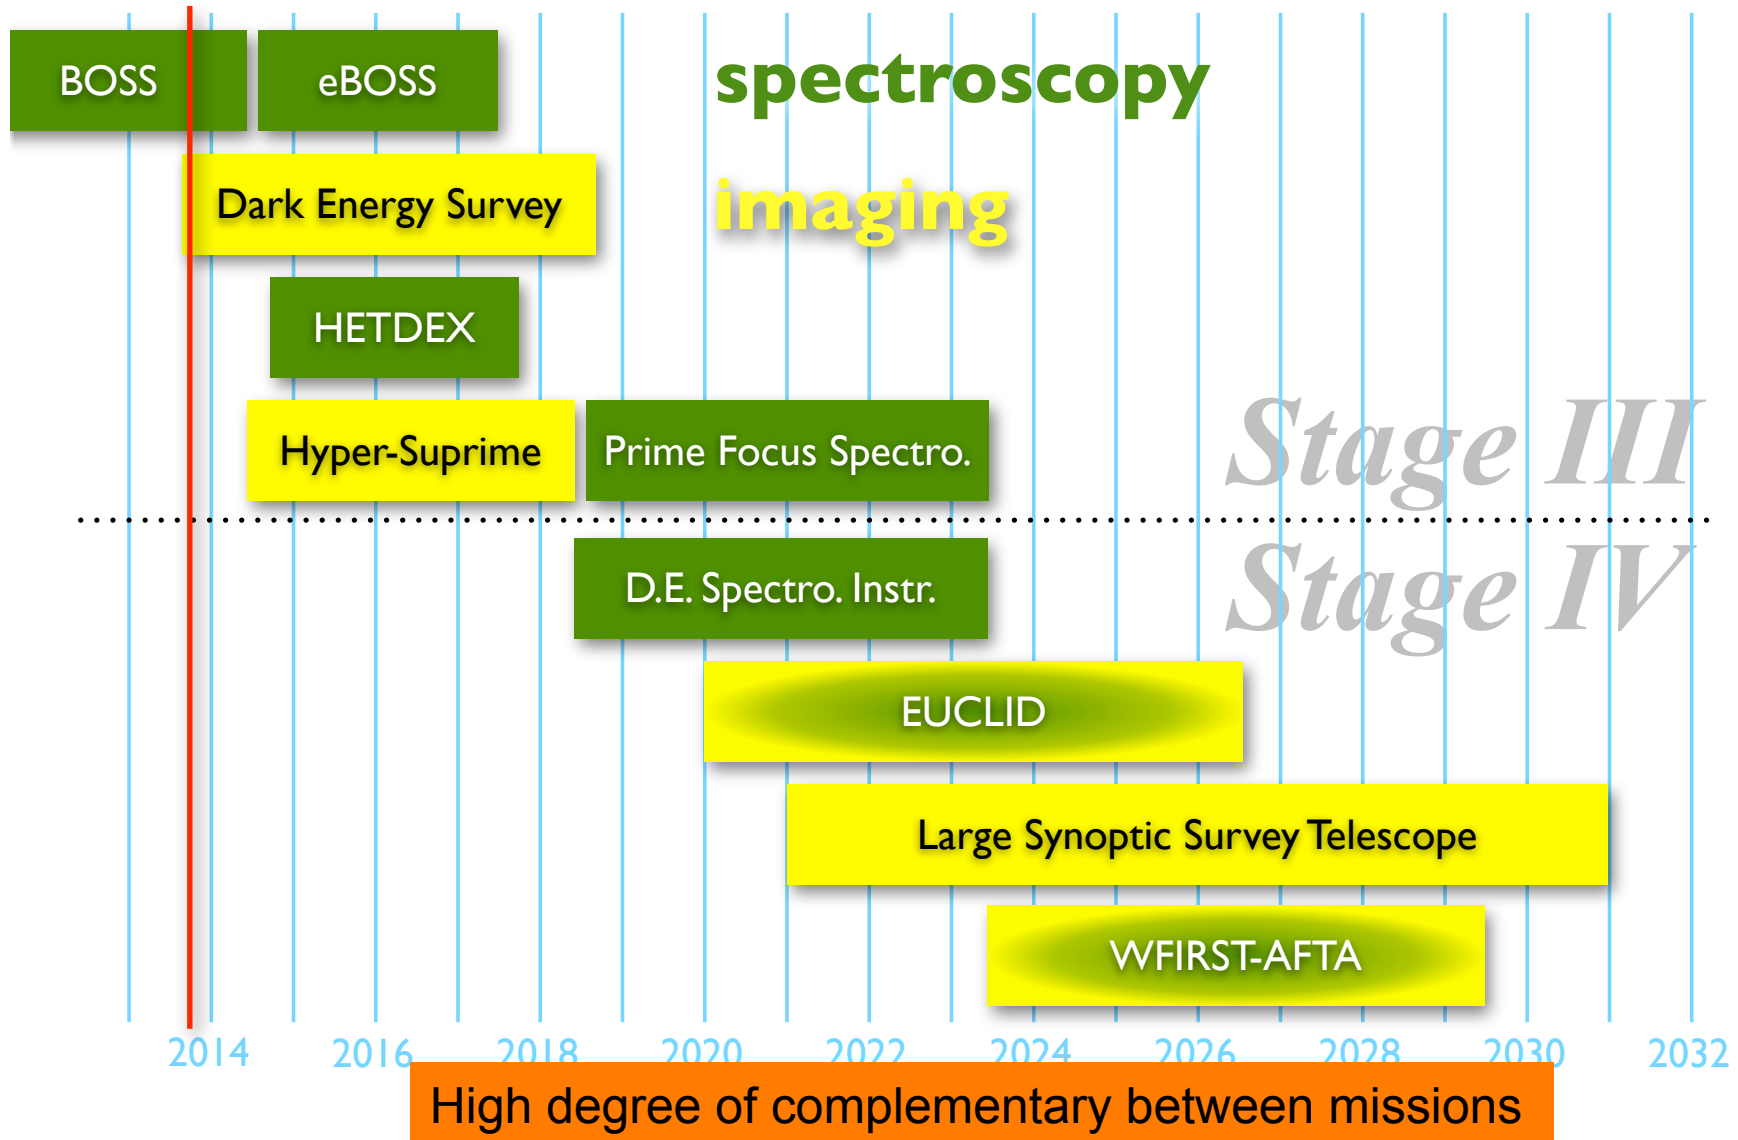 BOSS
eBOSS
spectroscopy
Dark Energy Survey
imaging
HETDEX
Hyper-Suprime
Prime Focus Spectro.
Stage III
Stage IV
D.E. Spectro. Instr.
EUCLID
Large Synoptic Survey Telescope
WFIRST-AFTA
2014 2016 2018 2020 2022 2024 2026 2028 2030 2032
High degree of complementary between missions